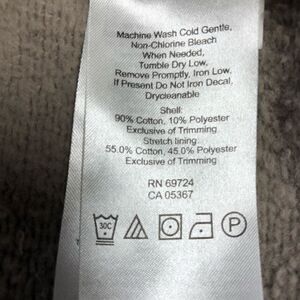 Machine Wash Cold Gentle,
Non-Chlorine Bleach
When Needed,
Tumble Dry Low,
Remove Promptly, Iron Low.
If Present Do Not Iron Decal,
Drycleanable
Shell:
90% Cotton, 10% Polyester
Exclusive of Trimming
Stretch lining:
55.0% Cotton, 45.0% Polyester
Exclusive of Trimming
RN 69724
CA 05367
30C P